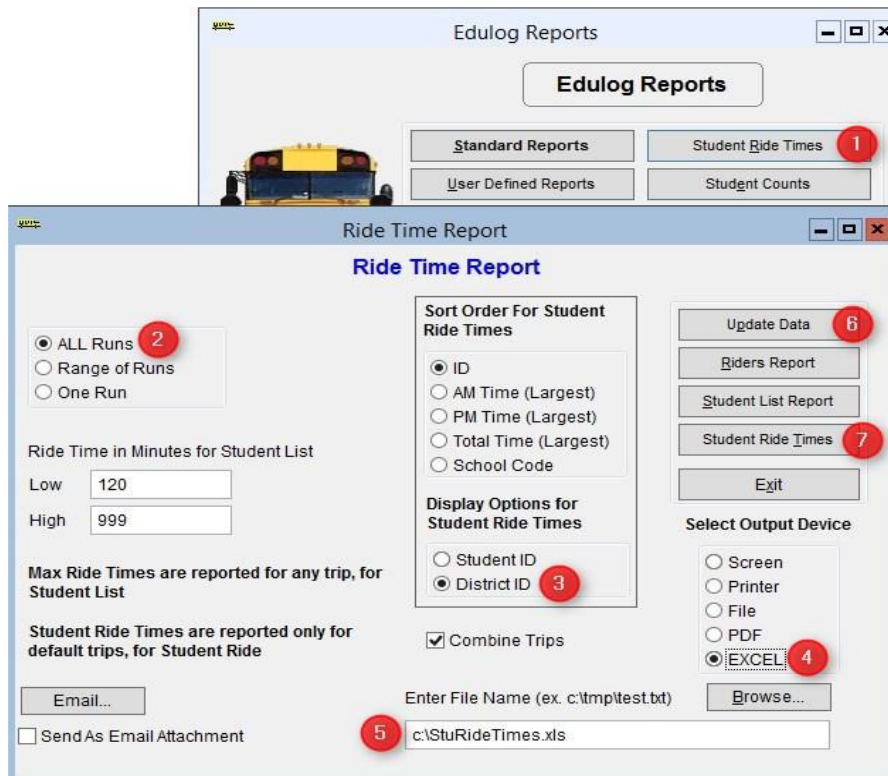 Edulog Reports
Edulog Reports
Standard Reports
Student Ride Times
1
User Defined Reports
Student Counts
Ride Time Report
Ride Time Report
ALL Runs
2
Range of Runs
One Run
Ride Time in Minutes for Student List
Low
120
High
999
Max Ride Times are reported for any trip, for
Student List
Student Ride Times are reported only for
default trips, for Student Ride
Email...
Send As Email Attachment
Sort Order For Student
Ride Times
ID
AM Time (Largest)
PM Time (Largest)
Total Time (Largest)
School Code
Display Options for
Student Ride Times
Student ID
District ID
3
Combine Trips
Update Data
6
Riders Report
Student List Report
Student Ride Times
7
Exit
Select Output Device
Screen
Printer
File
PDF
EXCEL
4
Enter File Name (ex. c:\tmp\test.txt)
Browse...
5
c:\StuRideTimes.xls